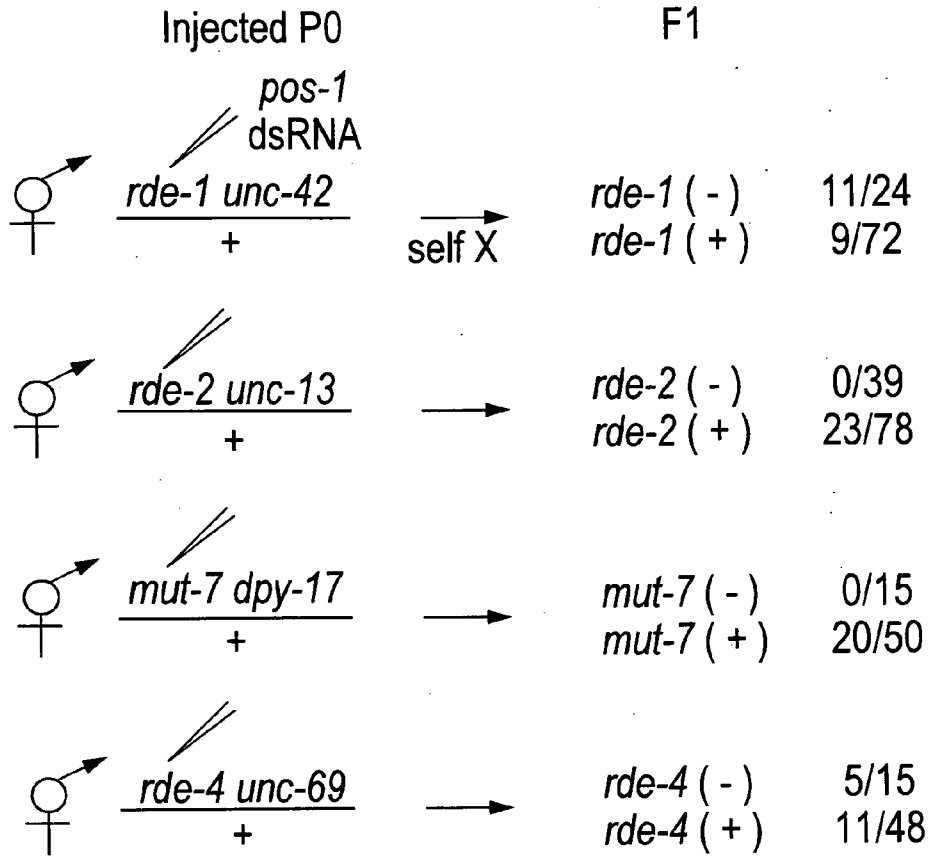 Injected P0 F1
pos-1
dsRNA
rde-1 unc-42
+
self X
rde-1 ( - ) 11/24
rde-1 ( + ) 9/72
rde-2 unc-13
+
rde-2 ( - ) 0/39
rde-2 ( + ) 23/78
mut-7 dpy-17
+
mut-7 ( - ) 0/15
mut-7 ( + ) 20/50
rde-4 unc-69
+
rde-4 ( - ) 5/15
rde-4 ( + ) 11/48